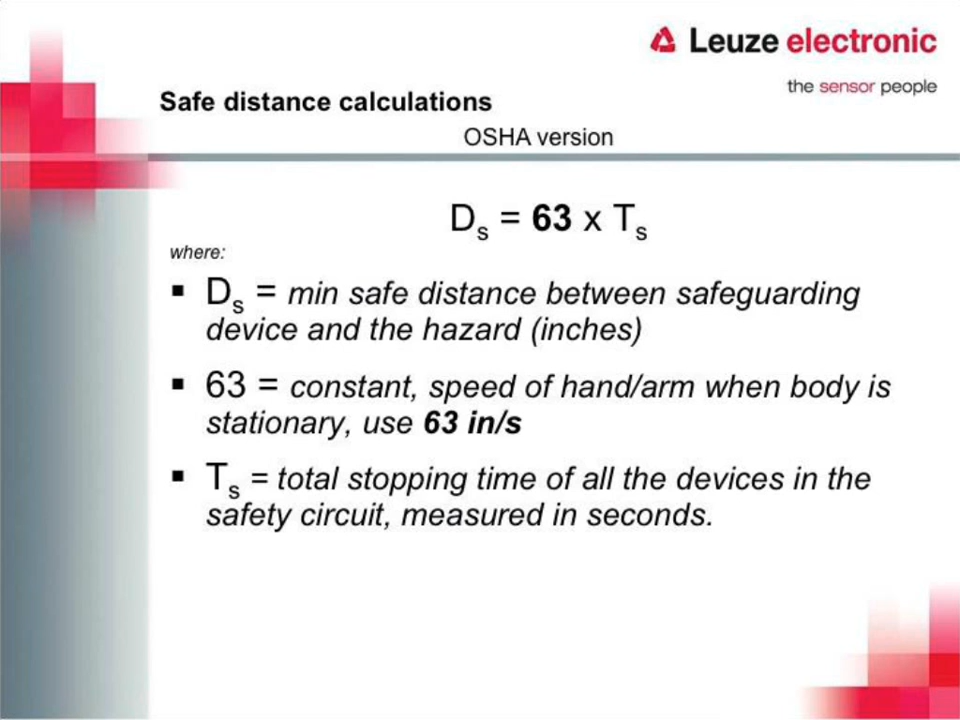 Leuze electronic
the sensor people
Safe distance calculations
OSHA version
Ds = 63 x Ts
where:
▪ Ds = min safe distance between safeguarding
device and the hazard (inches)
▪ 63 = constant, speed of hand/arm when body is
stationary, use 63 in/s
▪ Ts = total stopping time of all the devices in the
safety circuit, measured in seconds.